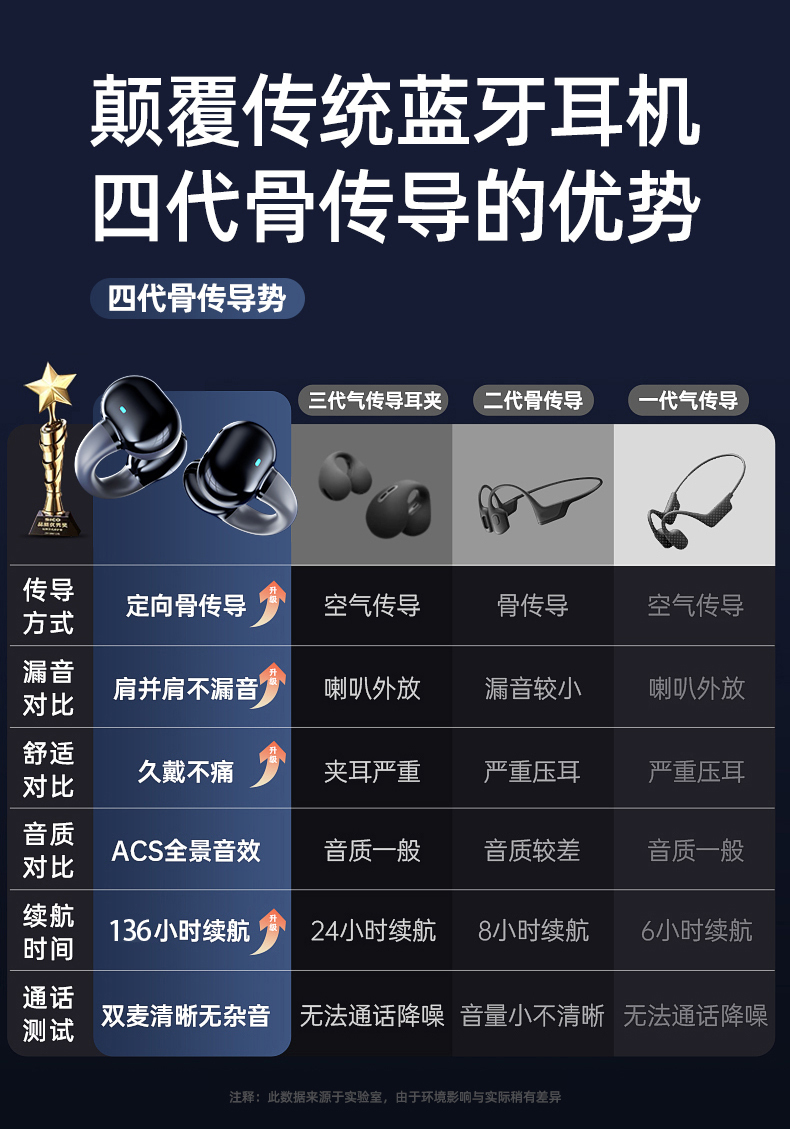 颠覆传统蓝牙耳机
四代骨传导的优势
四代骨传导势
三代气传导耳夹
二代骨传导
一代气传导
品能优秀奖
传导
方式
定向骨传导
升级
空气传导
骨传导
空气传导
漏音
对比
肩并肩不漏音
升级
喇叭外放
漏音较小
喇叭外放
舒适
对比
久戴不痛
升级
夹耳严重
严重压耳
严重压耳
音质
对比
ACS全景音效
音质一般
音质较差
音质一般
续航
时间
136小时续航
升级
24小时续航
8小时续航
6小时续航
通话
测试
双麦清晰无杂音
无法通话降噪
音量小不清晰
无法通话降噪
注释：此数据来源于实验室，由于环境影响与实际稍有差异